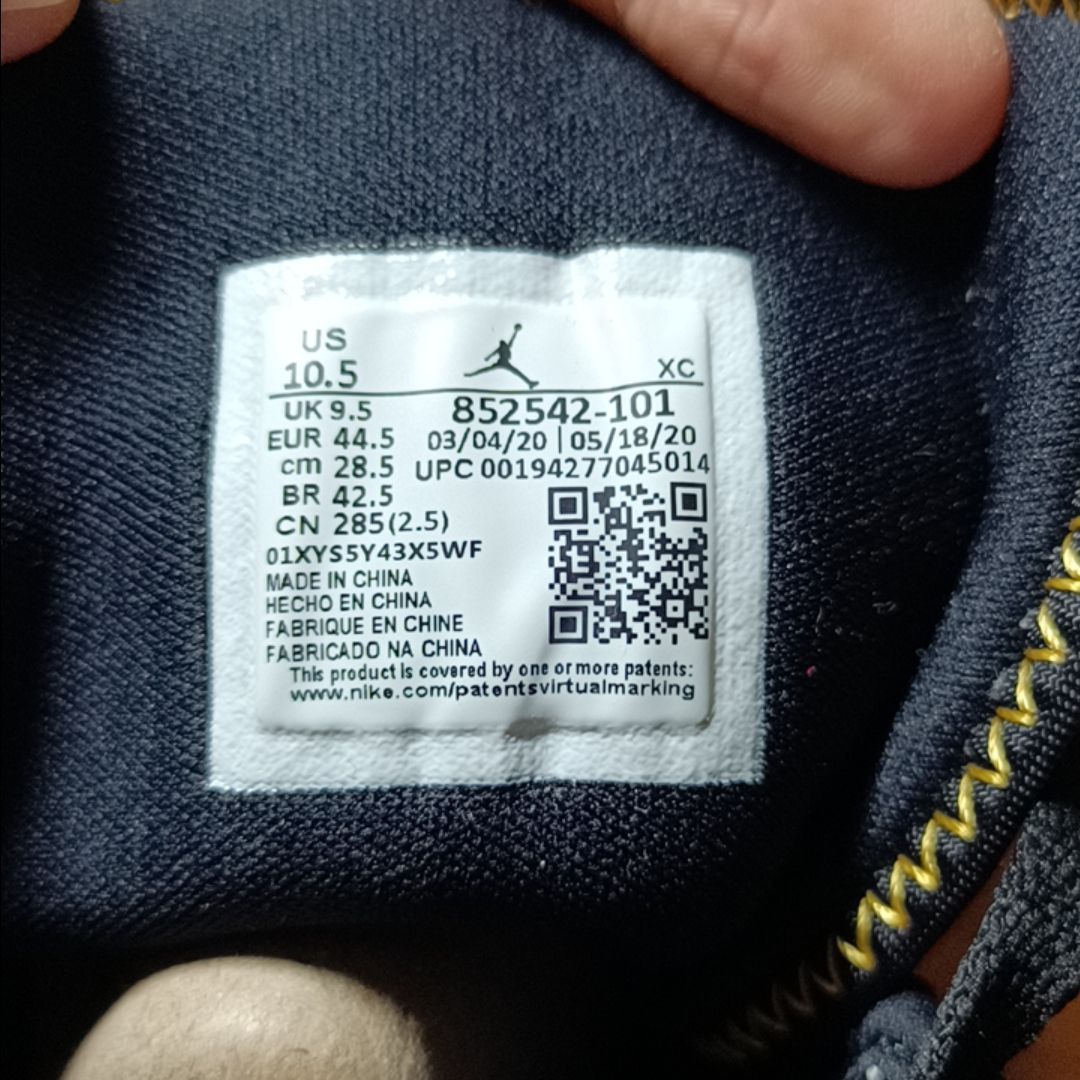 US
10.5
XC
UK 9.5
852542-101
EUR 44.5
03/04/20 | 05/18/20
cm 28.5
UPC 00194277045014
BR 42.5
CN 285(2.5)
01XYS5Y43X5WF
MADE IN CHINA
HECHO EN CHINA
FABRIQUE EN CHINE
FABRICADO NA CHINA
This product is covered by one or more patents:
www.nike.com/patentsvirtualmarking